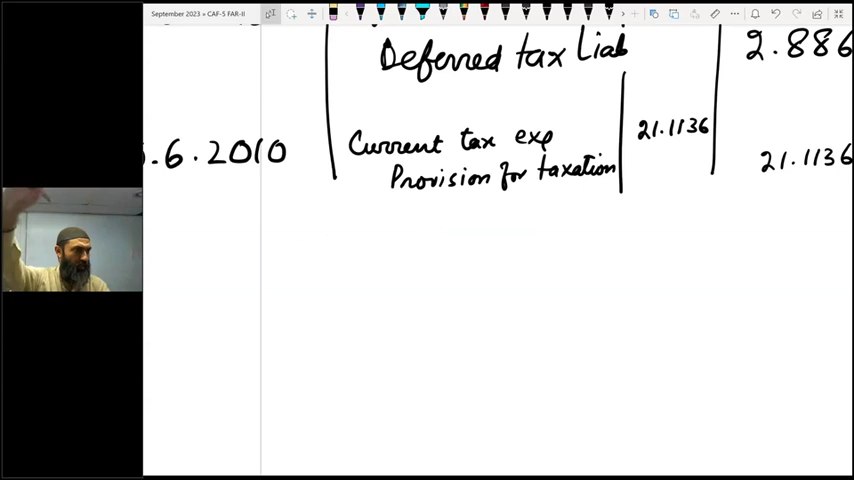 September 2023 » CAF-5 FAR-II
Deferred tax Liab 2.886
.6.2010 Current tax exp 21.1136
Provision for taxation 21.1136